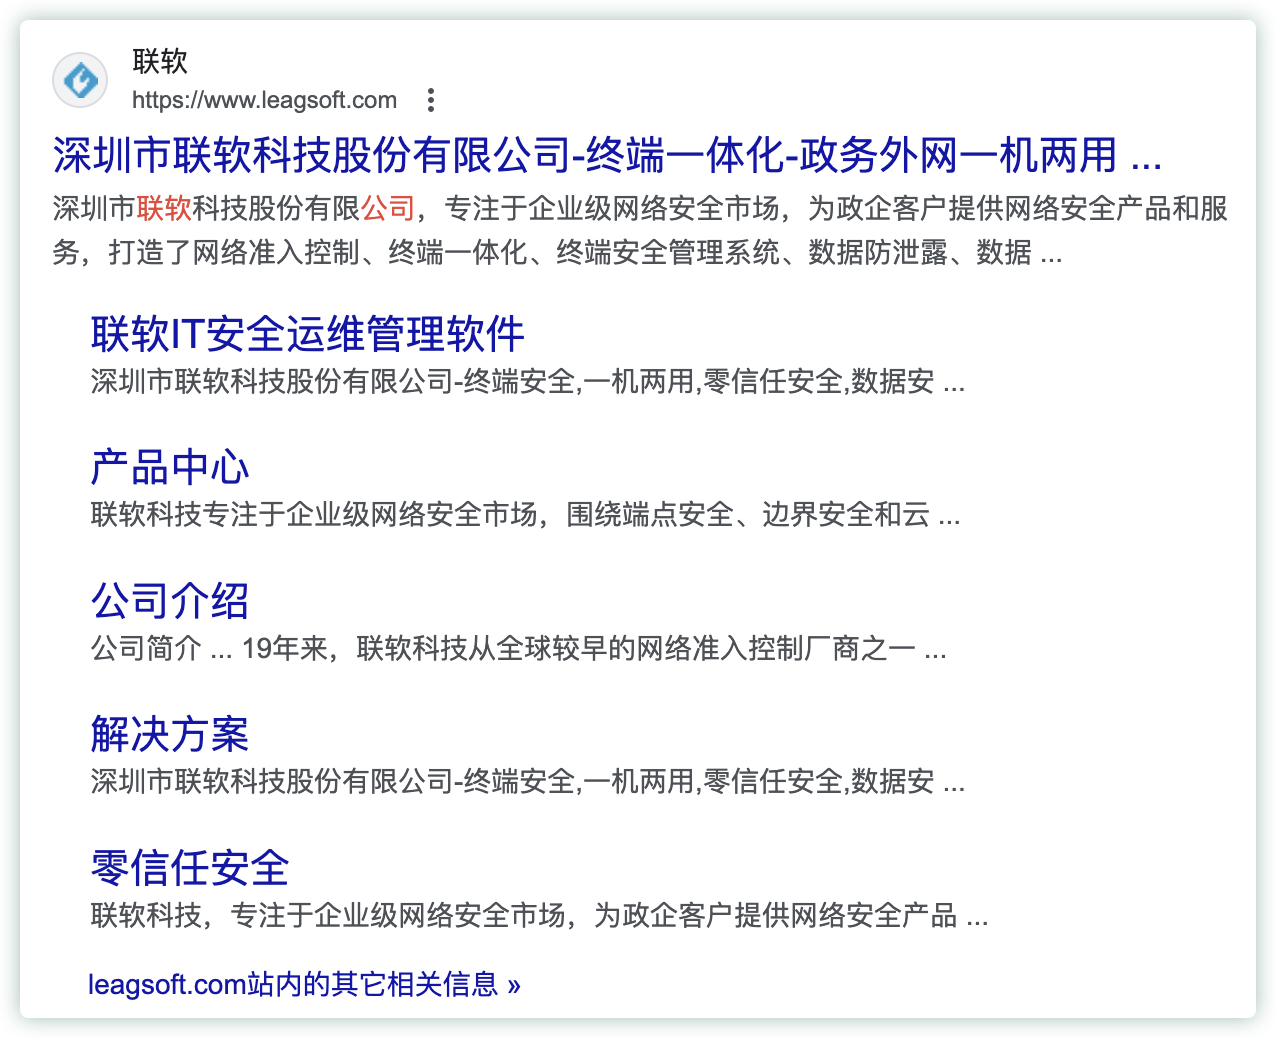 联软
https://www.leagsoft.com
深圳市联软科技股份有限公司-终端一体化-政务外网一机两用 ...
深圳市联软科技股份有限公司，专注于企业级网络安全市场，为政企客户提供网络安全产品和服
务，打造了网络准入控制、终端一体化、终端安全管理系统、数据防泄露、数据 ...
联软IT安全运维管理软件
深圳市联软科技股份有限公司-终端安全,一机两用,零信任安全,数据安 ...
产品中心
联软科技专注于企业级网络安全市场，围绕端点安全、边界安全和云 ...
公司介绍
公司简介 ... 19年来，联软科技从全球较早的网络准入控制厂商之一 ...
解决方案
深圳市联软科技股份有限公司-终端安全,一机两用,零信任安全,数据安 ...
零信任安全
联软科技，专注于企业级网络安全市场，为政企客户提供网络安全产品 ...
leagsoft.com站内的其它相关信息 »